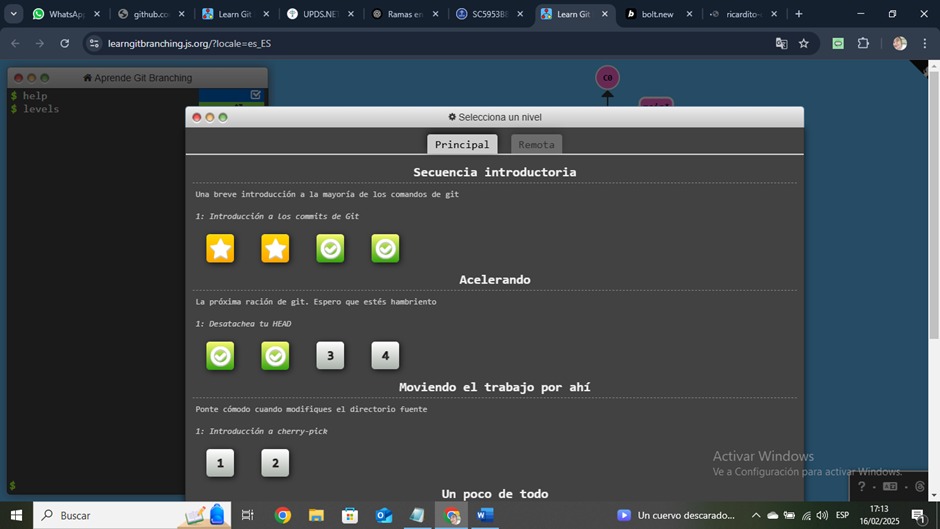 WhatsApp
github.co
Learn Git
UPDS.NET
Ramas en
SC5953BE
Learn Git
bolt.new
ricardito-
learngitbranching.js.org/?locale=es_ES
Aprende Git Branching
$ help
$ levels
$
C0
Selecciona un nivel
Principal
Remota
Secuencia introductoria
Una breve introducción a la mayoría de los comandos de git
1: Introducción a los commits de Git
Acelerando
La próxima ración de git. Espero que estés hambriento
1: Desatachea tu HEAD
3 4
Moviendo el trabajo por ahí
Ponte cómodo cuando modifiques el directorio fuente
1: Introducción a cherry-pick
1 2
Un poco de todo
Activar Windows
Ve a Configuración para activar Windows.
Buscar
Un cuervo descarado...
ESP
17:13
16/02/2025
1